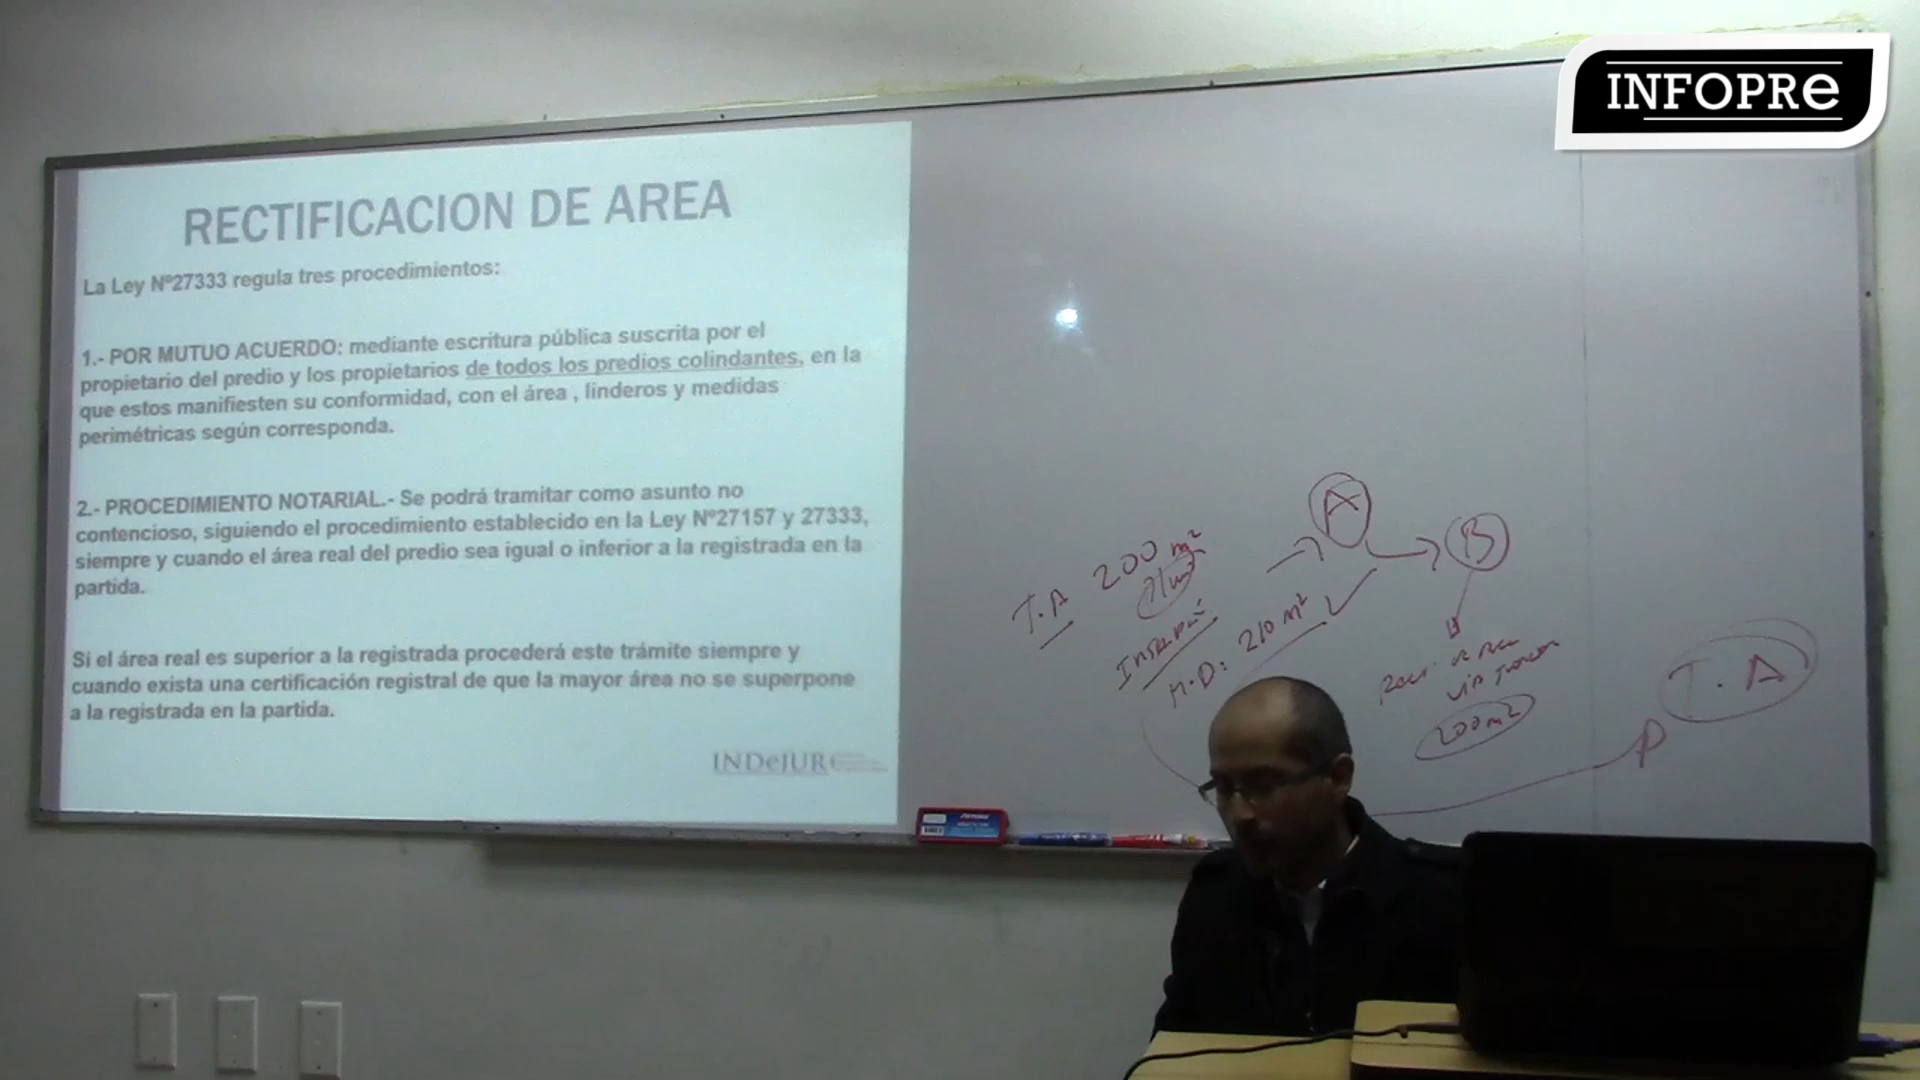 INFOPRe
RECTIFICACION DE AREA
La Ley Nº27333 regula tres procedimientos:
1.- POR MUTUO ACUERDO: mediante escritura pública suscrita por el
propietario del predio y los propietarios de todos los predios colindantes, en la
que estos manifiesten su conformidad, con el área , linderos y medidas
perimétricas según corresponda.
2.- PROCEDIMIENTO NOTARIAL.- Se podrá tramitar como asunto no
contencioso, siguiendo el procedimiento establecido en la Ley Nº27157 y 27333,
siempre y cuando el área real del predio sea igual o inferior a la registrada en la
partida.
Si el área real es superior a la registrada procederá este trámite siempre y
cuando exista una certificación registral de que la mayor área no se superpone
a la registrada en la partida.
INDeJUR
A
B
T.A 200 m²
M.D: 210 m²
200m2
T.A